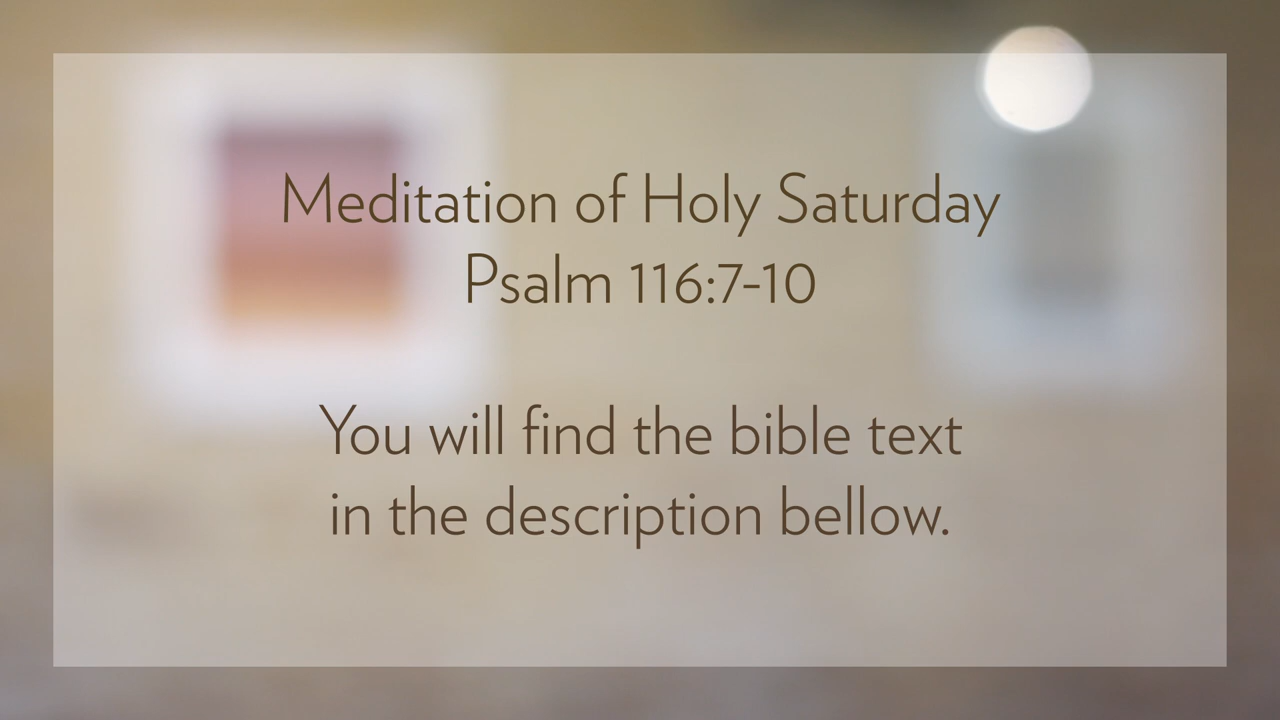 Meditation of Holy Saturday
Psalm 116:7-10
You will find the bible text
in the description bellow.